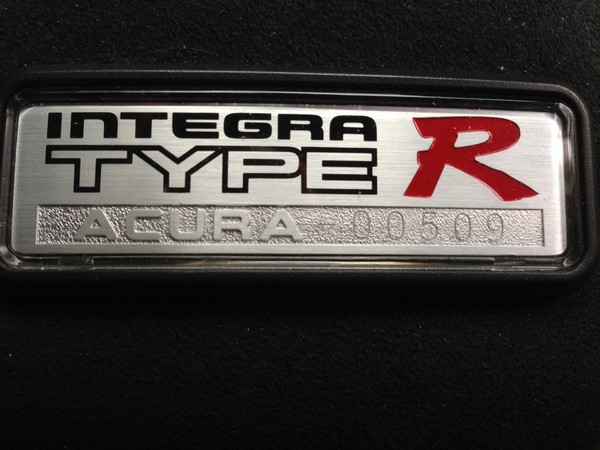 INTEGRA
TYPE R
ACURA-00509